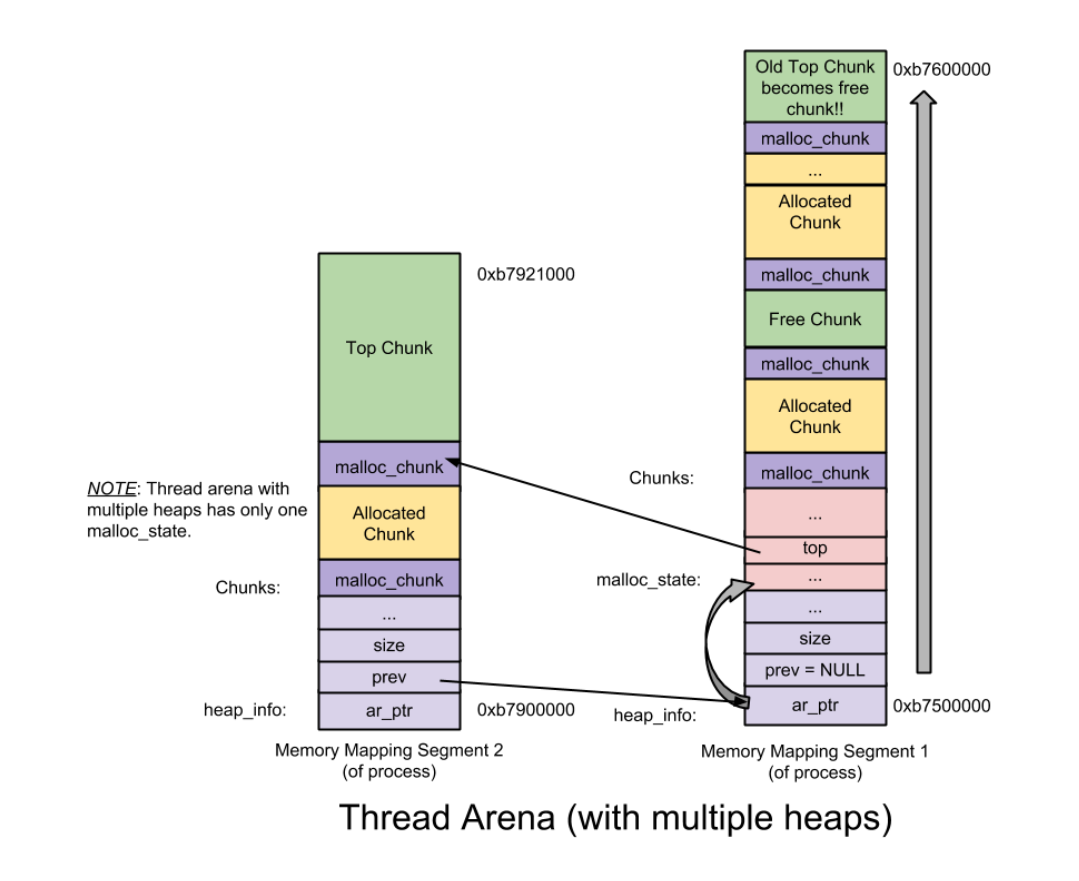 0xb7921000
Top Chunk
malloc_chunk
NOTE: Thread arena with
multiple heaps has only one
malloc_state.
Allocated
Chunk
Chunks:
malloc_chunk
...
size
prev
heap_info:
ar_ptr
0xb7900000
Memory Mapping Segment 2
(of process)
Old Top Chunk
becomes free
chunk!!
0xb7600000
malloc_chunk
...
Allocated
Chunk
malloc_chunk
Free Chunk
malloc_chunk
Allocated
Chunk
Chunks:
malloc_chunk
...
top
malloc_state:
...
...
size
prev = NULL
heap_info:
ar_ptr
0xb7500000
Memory Mapping Segment 1
(of process)
Thread Arena (with multiple heaps)